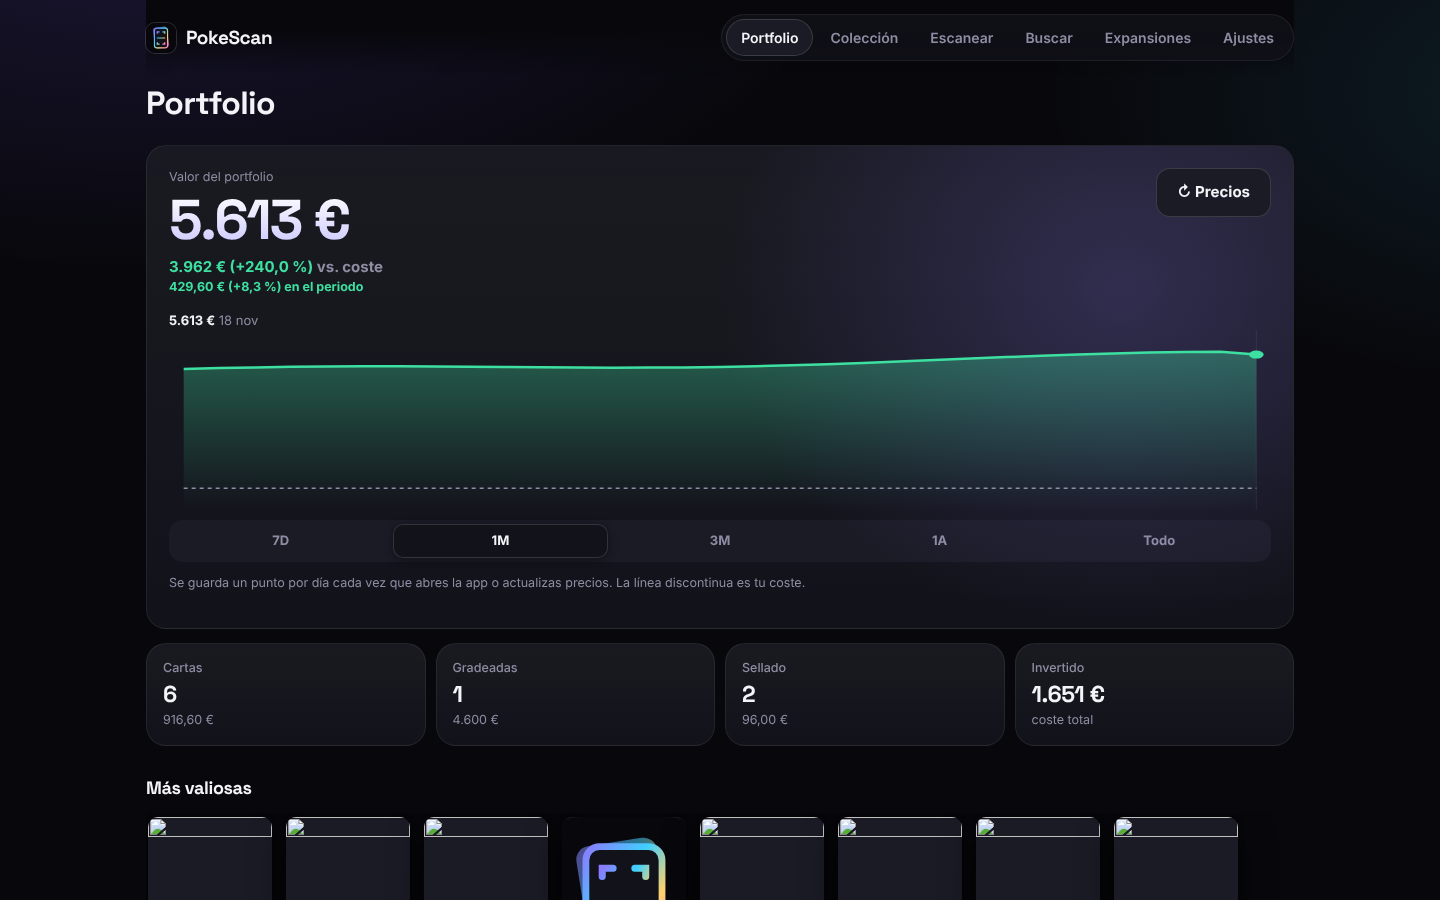 PokeScan
Portfolio
Colección
Escanear
Buscar
Expansiones
Ajustes
Portfolio
Valor del portfolio
↻ Precios
5.613 €
3.962 € (+240,0 %) vs. coste
429,60 € (+8,3 %) en el periodo
5.613 € 18 nov
7D
1M
3M
1A
Todo
Se guarda un punto por día cada vez que abres la app o actualizas precios. La línea discontinua es tu coste.
Cartas
6
916,60 €
Gradeadas
1
4.600 €
Sellado
2
96,00 €
Invertido
1.651 €
coste total
Más valiosas